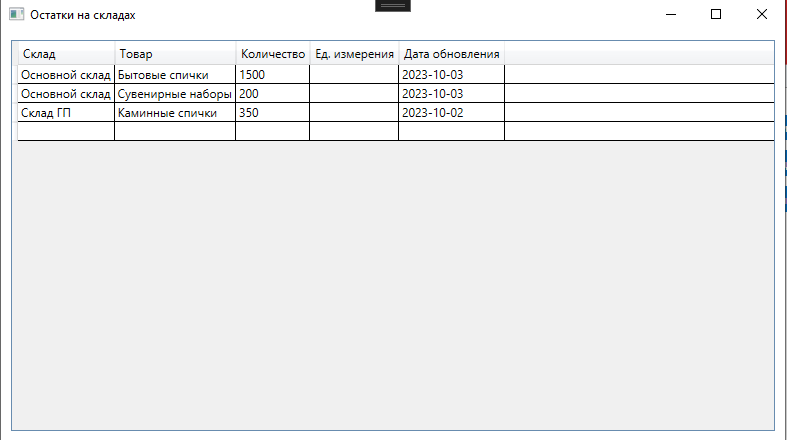 Остатки на складах
Склад Товар Количество Ед. измерения Дата обновления
Основной склад Бытовые спички 1500 2023-10-03
Основной склад Сувенирные наборы 200 2023-10-03
Склад ГП Каминные спички 350 2023-10-02